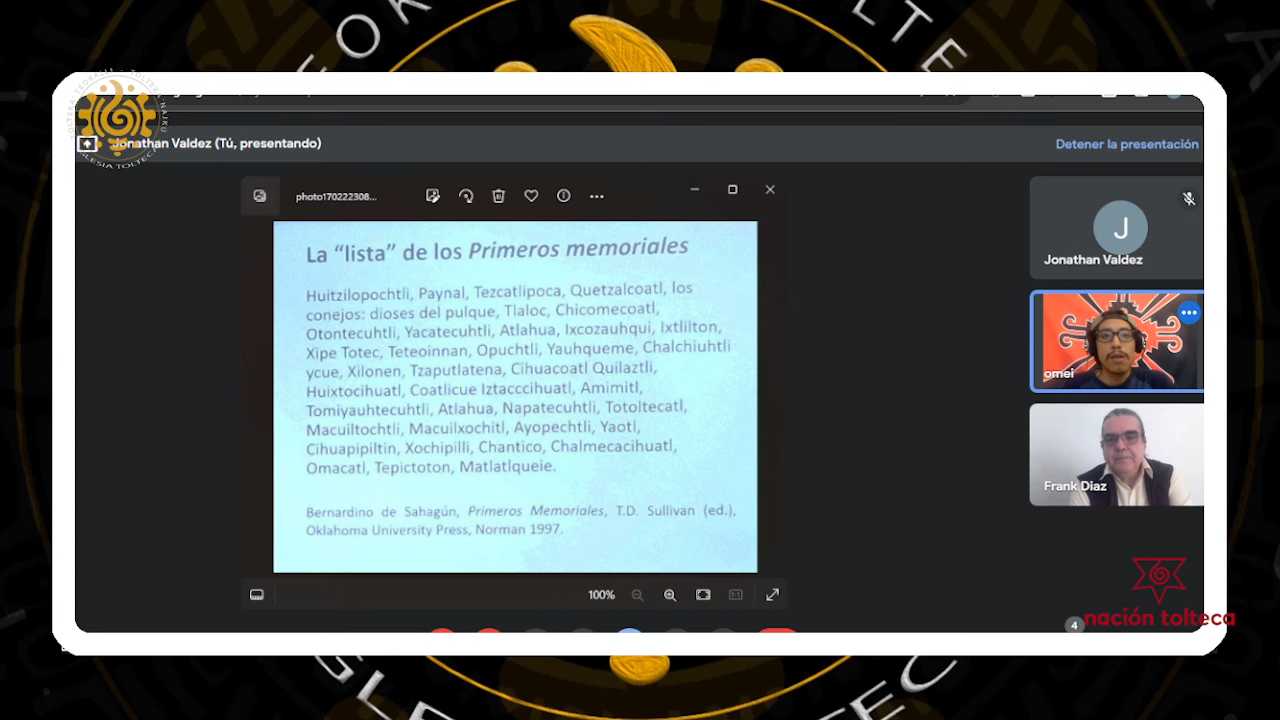 Jonathan Valdez (Tú, presentando)
Detener la presentación
photo170222308...
La “lista” de los Primeros memoriales
Huitzilopochtli, Paynal, Tezcatlipoca, Quetzalcoatl, los
conejos: dioses del pulque, Tlaloc, Chicomecoatl,
Otontecuhtli, Yacatecuhtli, Atlahua, Ixcozauhqui, Ixtlilton,
Xipe Totec, Teteoinnan, Opuchtli, Yauhqueme, Chalchiuhtli
ycue, Xilonen, Tzaputlatena, Cihuacoatl Quilaztli,
Huixtocihuatl, Coatlicue Iztacccihuatl, Amimitl,
Tomiyauhtecuhtli, Atlahua, Napatecuhtli, Totoltecatl,
Macuiltochtli, Macuilxochitl, Ayopechtli, Yaotl,
Cihuapipiltin, Xochipilli, Chantico, Chalmecacihuatl,
Omacatl, Tepictoton, Matlatlqueie.
Bernardino de Sahagún, Primeros Memoriales, T.D. Sullivan (ed.),
Oklahoma University Press, Norman 1997.
100%
J
Jonathan Valdez
omei
Frank Diaz
4
nación tolteca